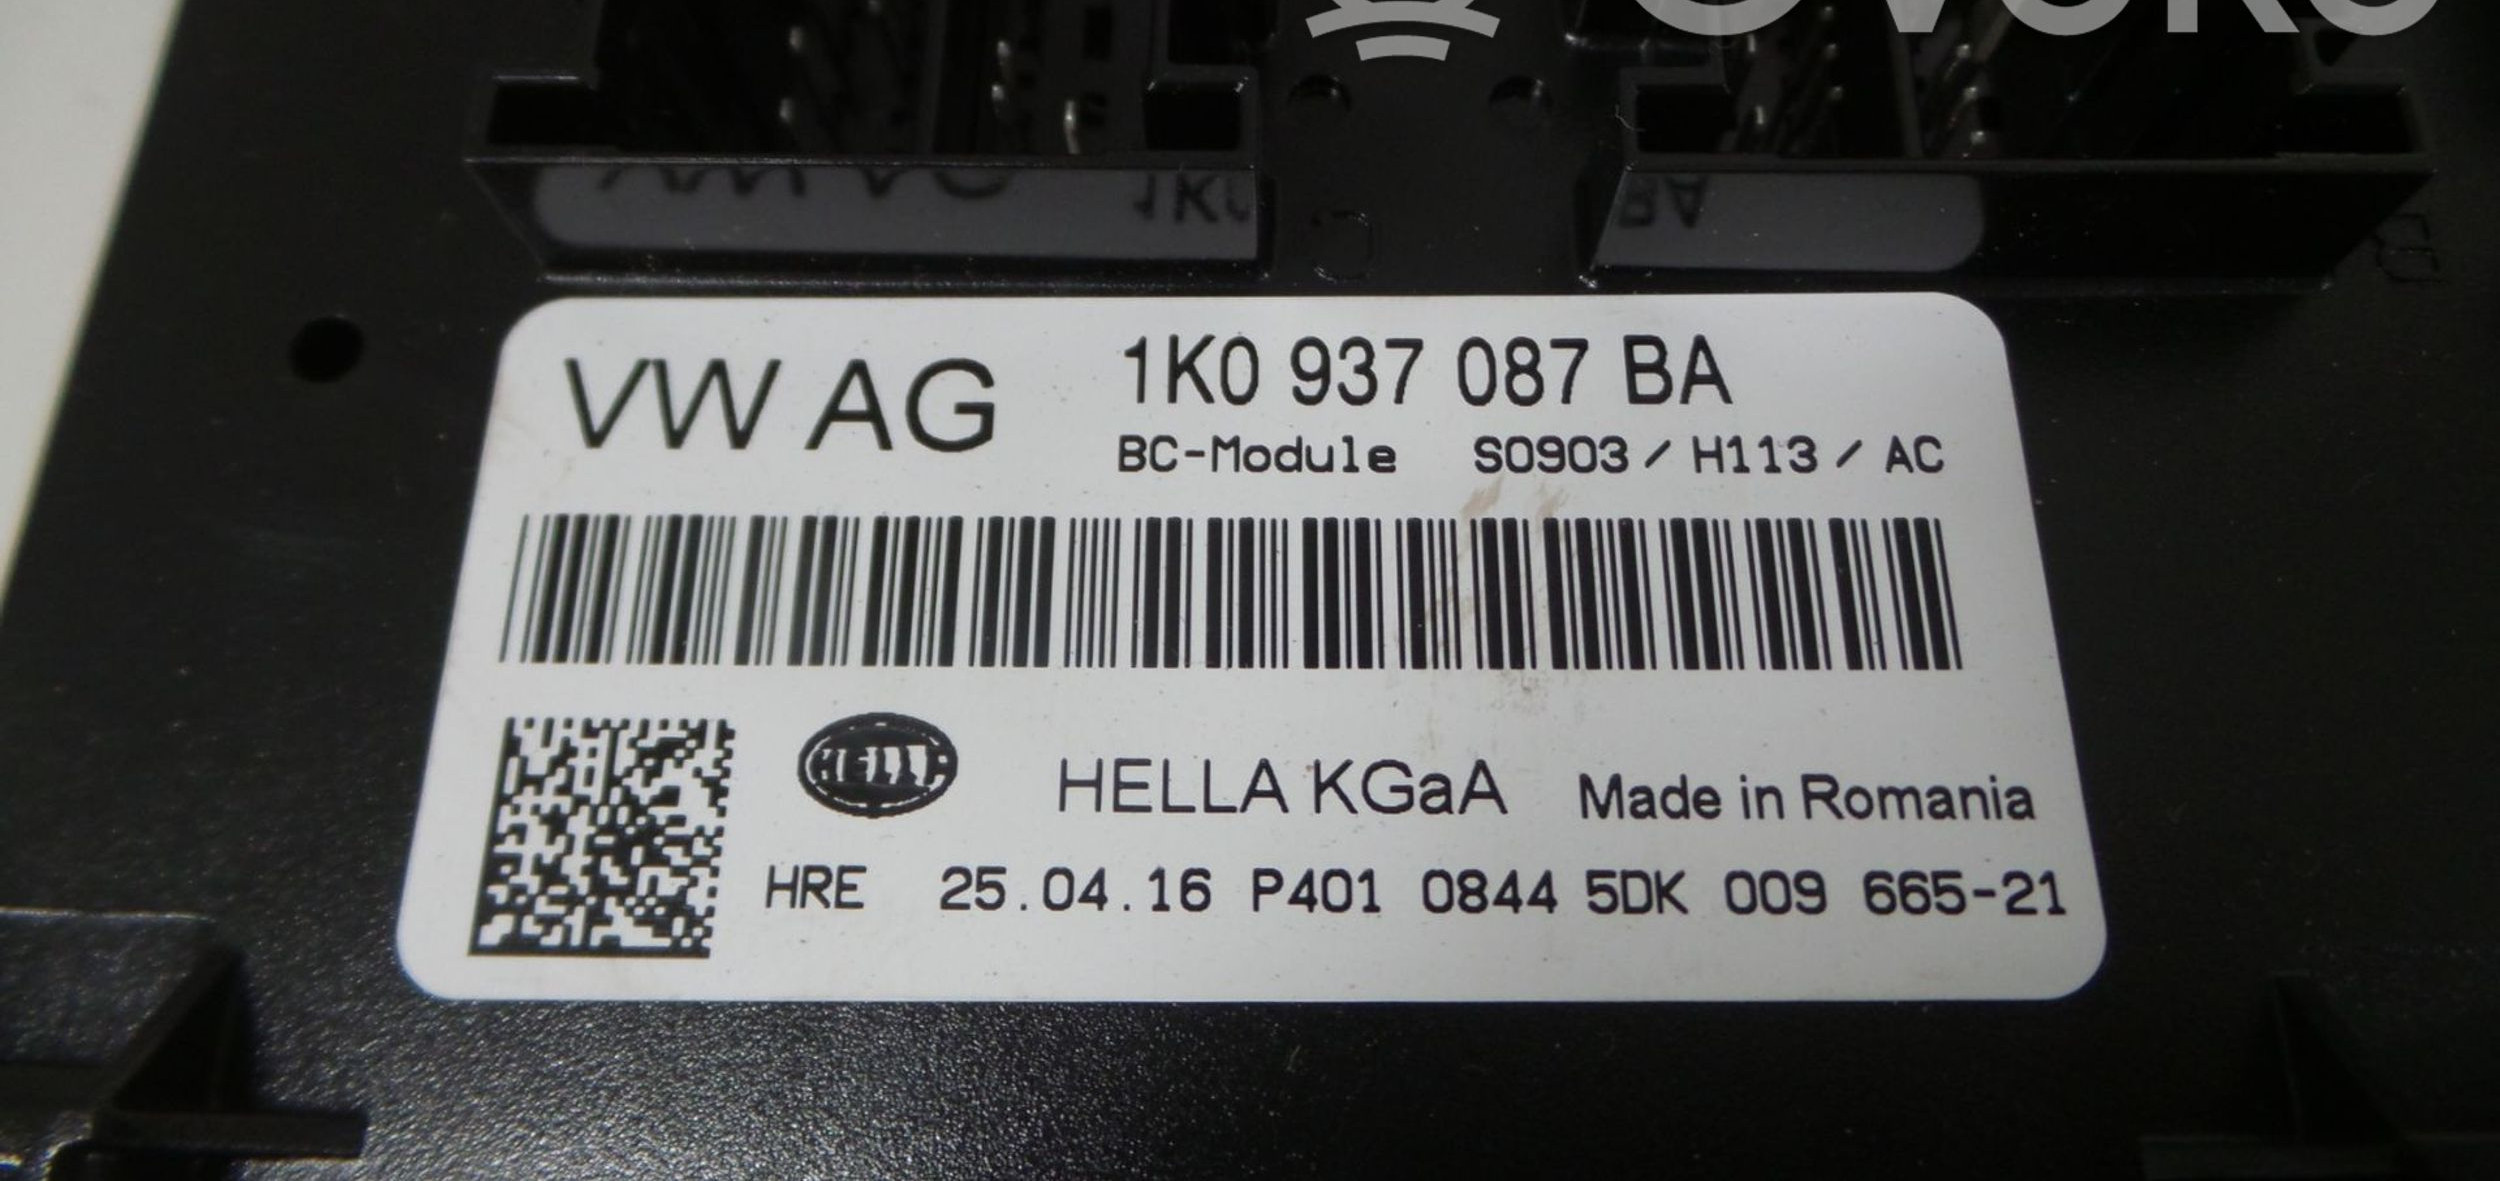 VW AG 1K0 937 087 BA
BC-Module S0903 / H113 / AC
HELLA
HELLA KGaA Made in Romania
HRE 25.04.16 P401 0844 5DK 009 665-21
C
B